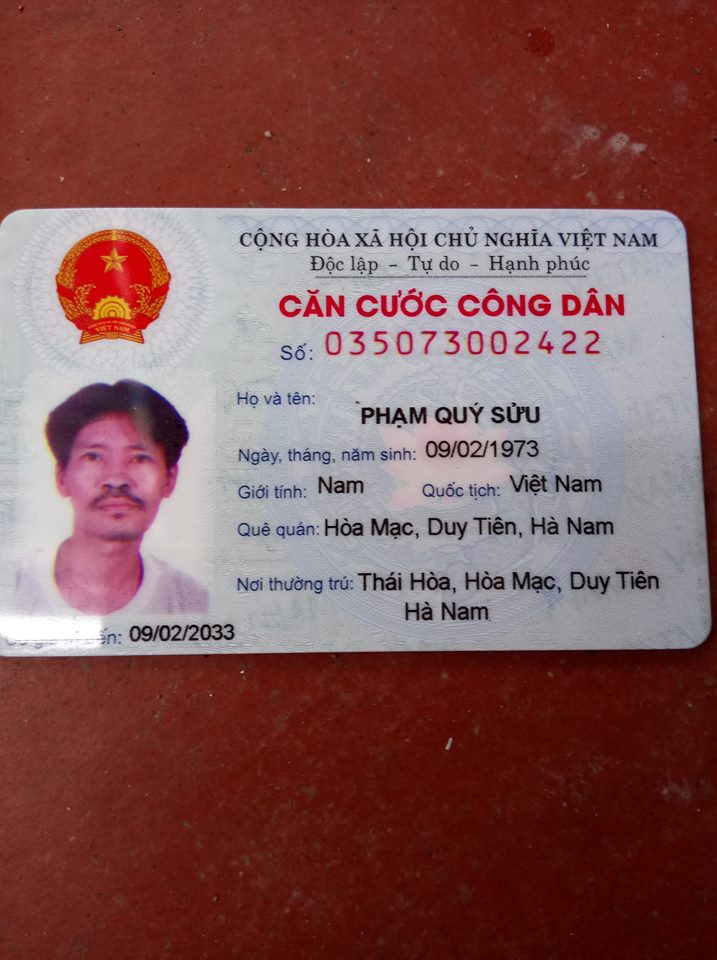 CỘNG HÒA XÃ HỘI CHỦ NGHĨA VIỆT NAM
Độc lập - Tự do - Hạnh phúc
CĂN CƯỚC CÔNG DÂN
Số: 035073002422
Họ và tên:
PHẠM QUÝ SỬU
Ngày, tháng, năm sinh: 09/02/1973
Giới tính: Nam Quốc tịch: Việt Nam
Quê quán: Hòa Mạc, Duy Tiên, Hà Nam
Nơi thường trú: Thái Hòa, Hòa Mạc, Duy Tiên
Hà Nam
đến: 09/02/2033
VIỆT NAM